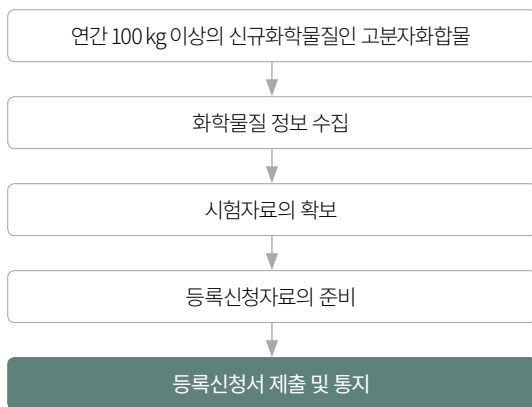 연간 100 kg 이상의 신규화학물질인 고분자화합물
화학물질 정보 수집
시험자료의 확보
등록신청자료의 준비
등록신청서 제출 및 통지